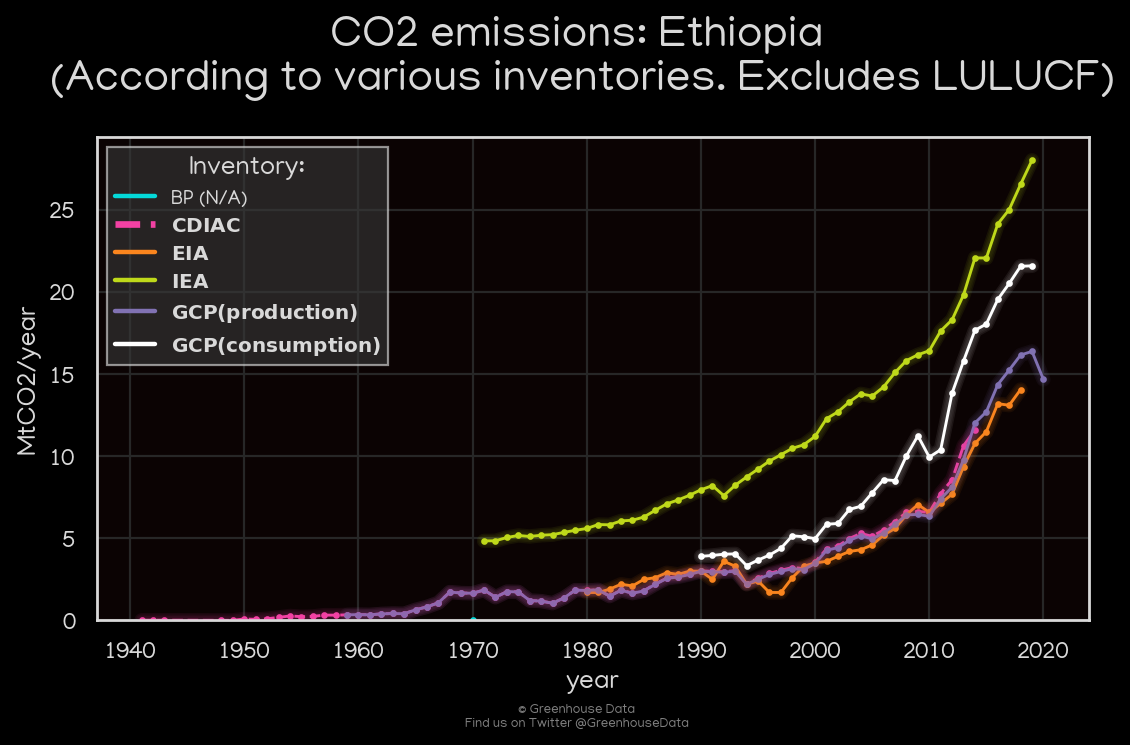 CO2 emissions: Ethiopia
(According to various inventories. Excludes LULUCF)
Inventory:
BP (N/A)
CDIAC
EIA
IEA
GCP(production)
GCP(consumption)
MtCO2/year
25
20
15
10
5
0
1940 1950 1960 1970 1980 1990 2000 2010 2020
year
© Greenhouse Data
Find us on Twitter @GreenhouseData